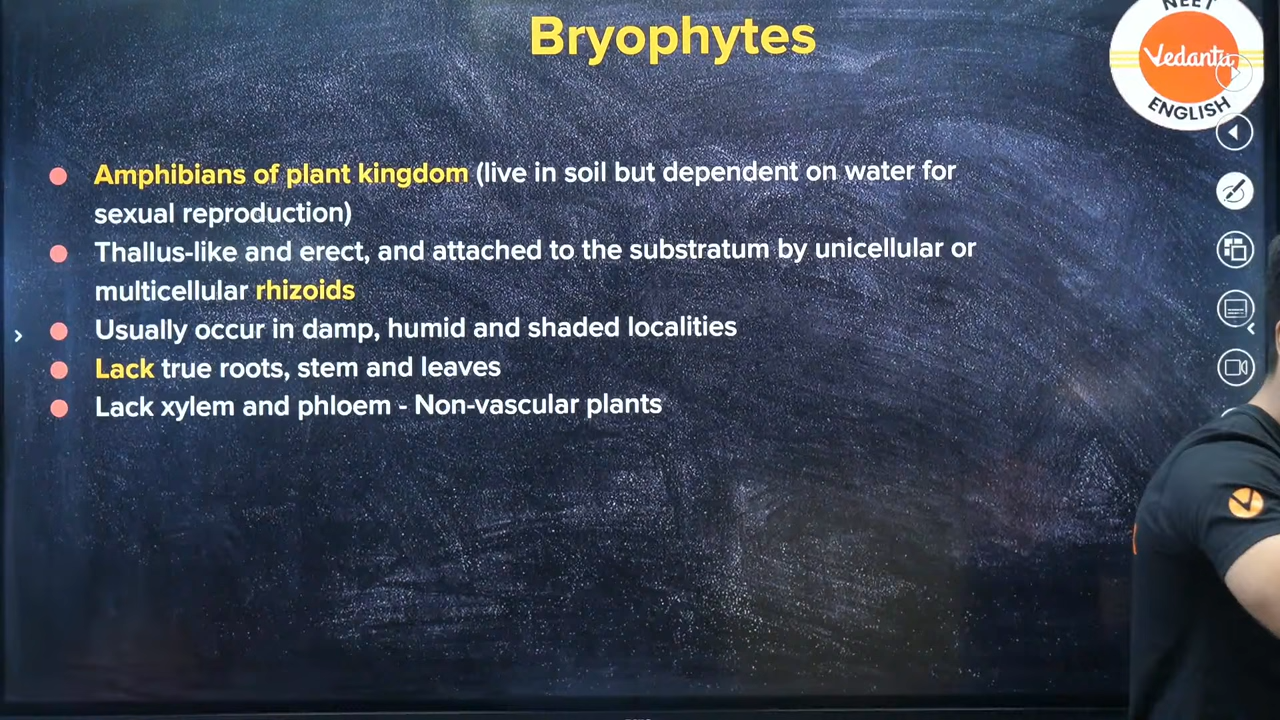 Bryophytes
NEET
Vedantu
ENGLISH
Amphibians of plant kingdom (live in soil but dependent on water for
sexual reproduction)
Thallus-like and erect, and attached to the substratum by unicellular or
multicellular rhizoids
Usually occur in damp, humid and shaded localities
Lack true roots, stem and leaves
Lack xylem and phloem - Non-vascular plants